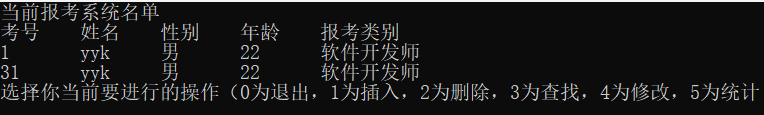 当前报考系统名单
考号 姓名 性别 年龄 报考类别
1 yyk 男 22 软件开发师
31 yyk 男 22 软件开发师
选择你当前要进行的操作（0为退出，1为插入，2为删除，3为查找，4为修改，5为统计